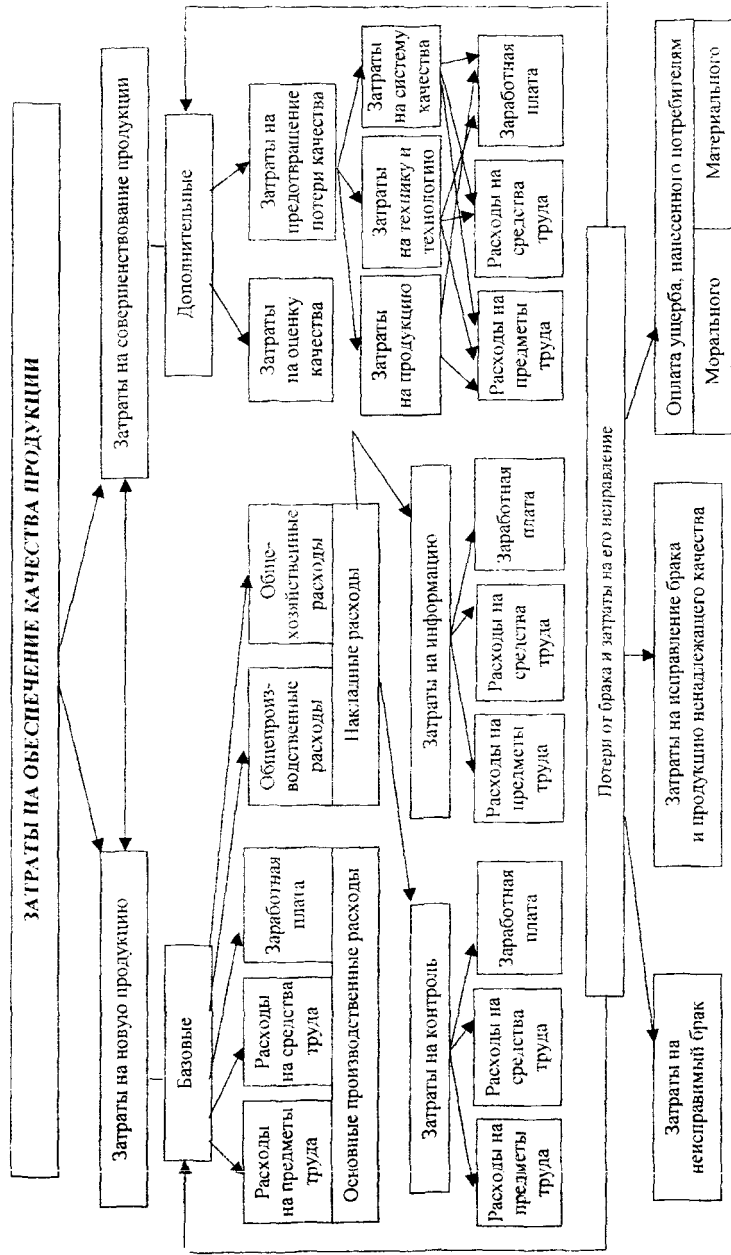 ЗАТРАТЫ НА ОБЕСПЕЧЕНИЕ КАЧЕСТВА ПРОДУКЦИИ
Затраты на новую продукцию
Затраты на совершенствование продукции
Базовые
Дополнительные
Расходы
на предметы
труда
Расходы
на средства
труда
Заработная
плата
Основные производственные расходы
Общепроиз-
водственные
расходы
Обще-
хозяйственные
расходы
Накладные расходы
Затраты
на оценку
качества
Затраты на
предотвращение
потери качества
Затраты
на продукцию
Затраты
на технику и
технологию
Затраты
на систему
качества
Затраты на контроль
Затраты на информацию
Расходы на
предметы
труда
Расходы на
средства
труда
Заработная
плата
Расходы на
предметы
труда
Расходы на
средства
труда
Заработная
плата
Расходы на
предметы
труда
Расходы на
средства
труда
Заработная
плата
Потери от брака и затраты на его исправление
Затраты на
неисправимый брак
Затраты на исправление брака
и продукцию ненадлежащего качества
Оплата ущерба, нанесенного потребителям
Морального
Материального